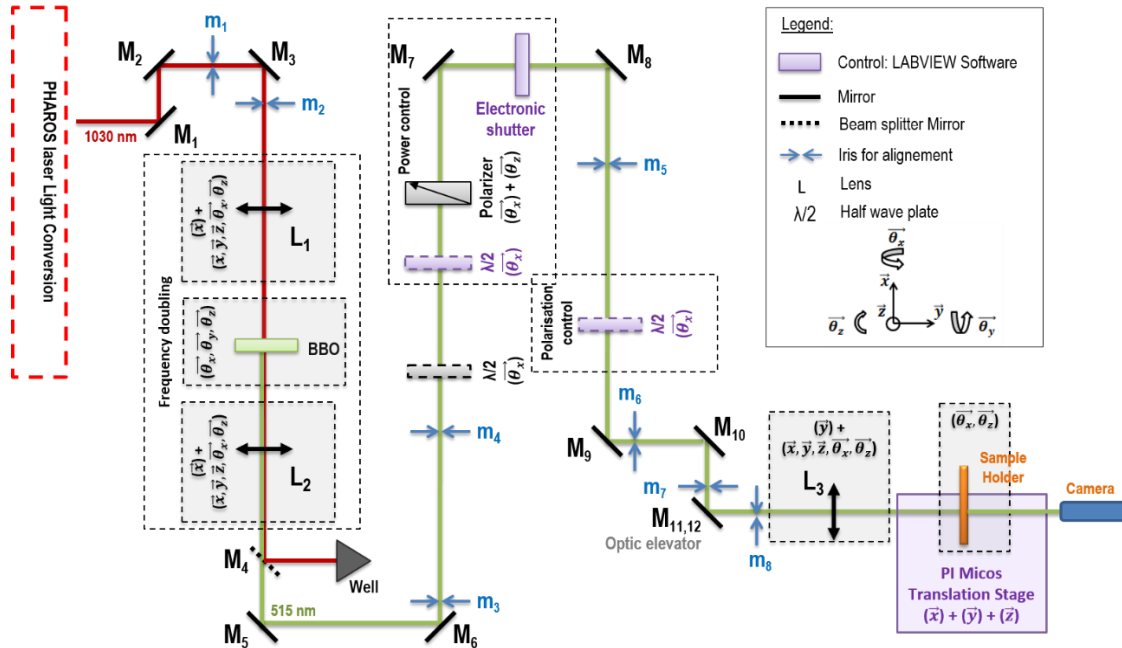 PHAROS laser Light Conversion
1030 nm
M1
M2
m1
M3
m2
Frequency doubling
(x⃗) +
(x⃗, y⃗, z⃗, θx⃗, θz⃗)
L1
(θx⃗, θy⃗, θz⃗)
BBO
(x⃗) +
(x⃗, y⃗, z⃗, θx⃗, θz⃗)
L2
M4
Well
515 nm
M5
M6
m3
m4
λ/2
(θx⃗)
Power control
λ/2
(θx⃗)
Polarizer
(θx⃗) + (θz⃗)
M7
Electronic
shutter
M8
m5
Polarisation
control
λ/2
(θx⃗)
M9
m6
M10
m7
M11,12
Optic elevator
m8
(y⃗) +
(x⃗, y⃗, z⃗, θx⃗, θz⃗)
L3
(θx⃗, θz⃗)
Sample
Holder
Camera
PI Micos
Translation Stage
(x⃗) + (y⃗) + (z⃗)
Legend:
Control: LABVIEW Software
Mirror
Beam splitter Mirror
Iris for alignement
L Lens
λ/2 Half wave plate
θx⃗
x⃗
θz⃗ z⃗ y⃗ θy⃗